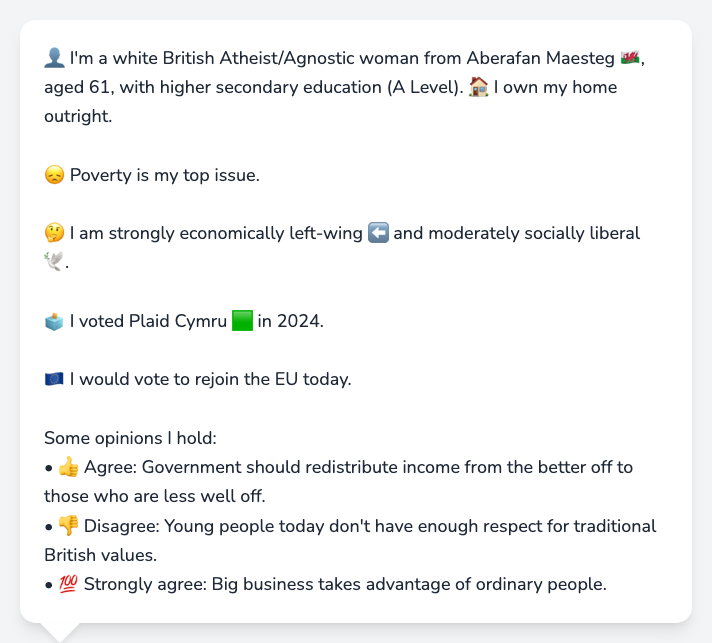 👤 I'm a white British Atheist/Agnostic woman from Aberafan Maesteg 🏴󠁧󠁢󠁷󠁬󠁳󠁿,
aged 61, with higher secondary education (A Level). 🏠 I own my home
outright.
😞 Poverty is my top issue.
🤔 I am strongly economically left-wing ⬅️ and moderately socially liberal
🕊️.
🗳️ I voted Plaid Cymru 🟩 in 2024.
🇪🇺 I would vote to rejoin the EU today.
Some opinions I hold:
• 👍 Agree: Government should redistribute income from the better off to
those who are less well off.
• 👎 Disagree: Young people today don't have enough respect for traditional
British values.
• 💯 Strongly agree: Big business takes advantage of ordinary people.